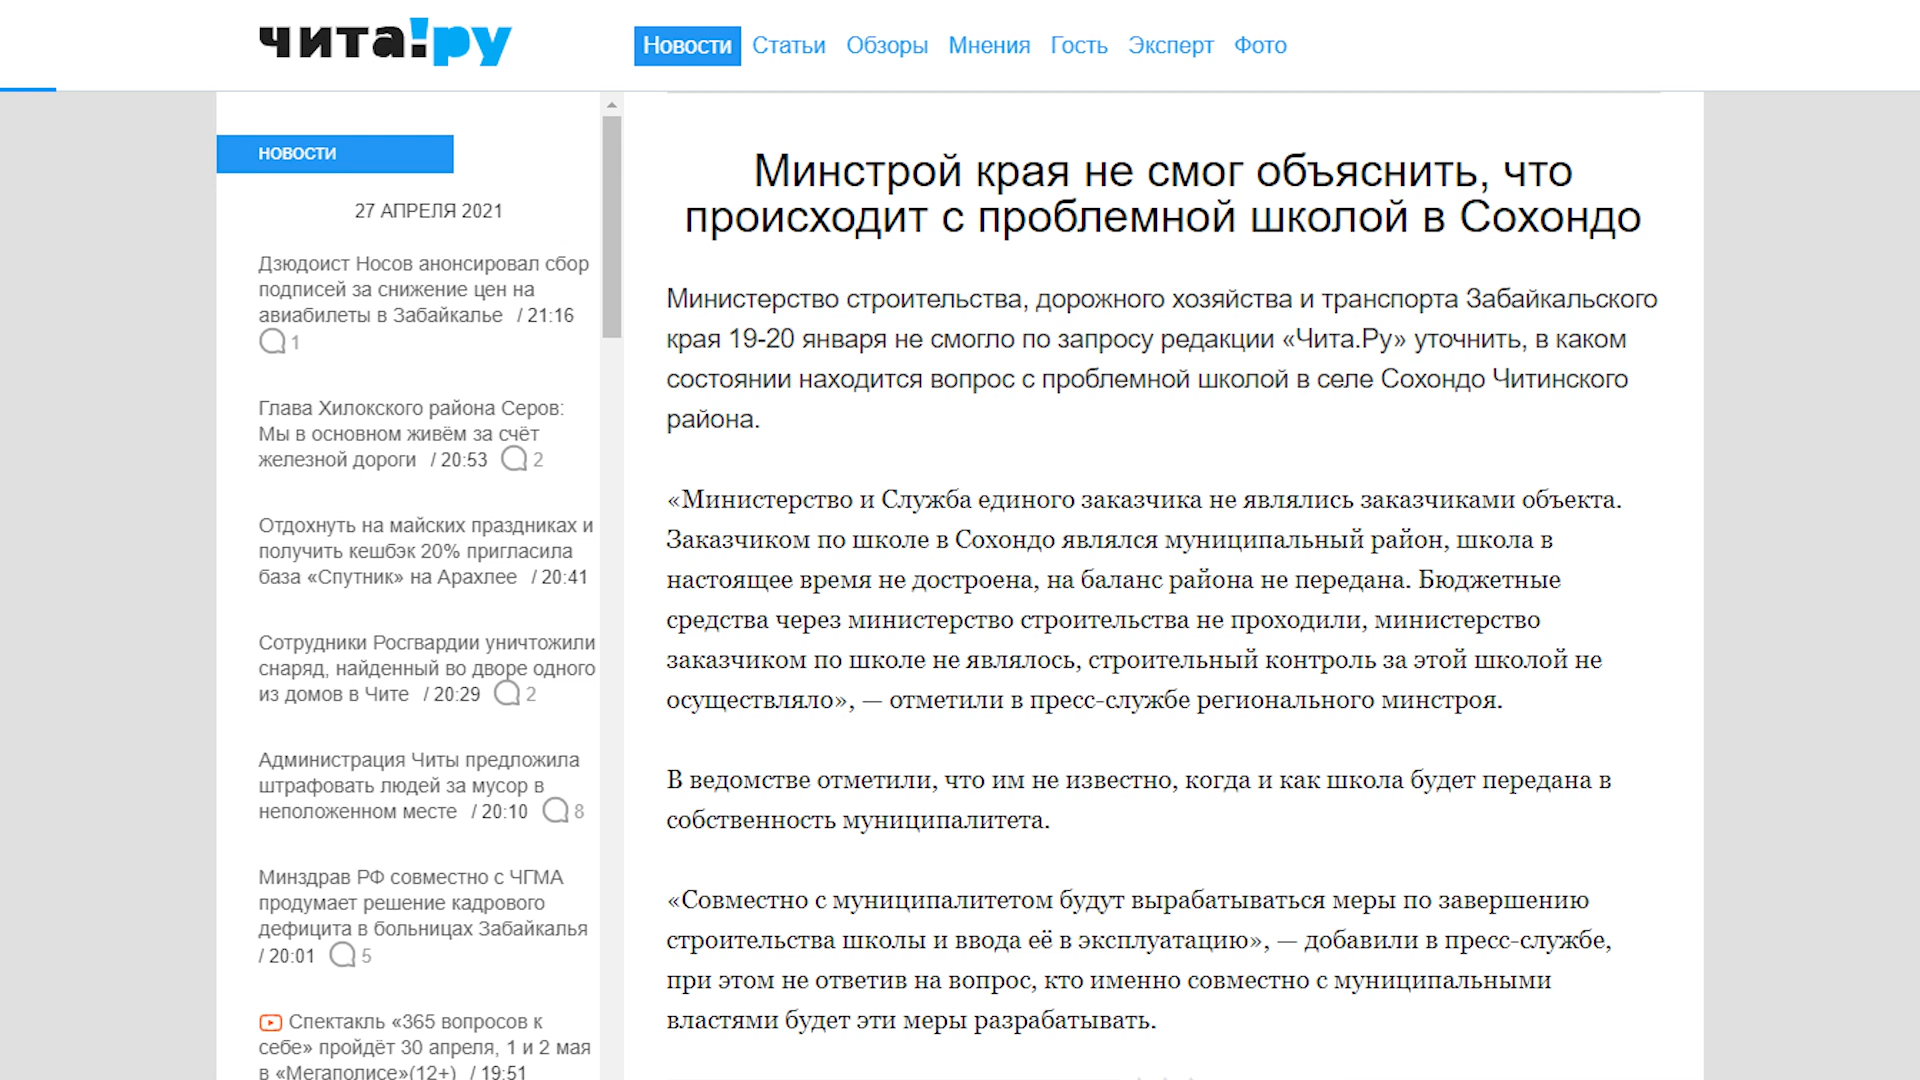 чита!ру
Новости Статьи Обзоры Мнения Гость Эксперт Фото
НОВОСТИ
27 АПРЕЛЯ 2021
Дзюдоист Носов анонсировал сбор
подписей за снижение цен на
авиабилеты в Забайкалье / 21:16
1
Глава Хилокского района Серов:
Мы в основном живём за счёт
железной дороги / 20:53 2
Отдохнуть на майских праздниках и
получить кешбэк 20% пригласила
база «Спутник» на Арахлее / 20:41
Сотрудники Росгвардии уничтожили
снаряд, найденный во дворе одного
из домов в Чите / 20:29 2
Администрация Читы предложила
штрафовать людей за мусор в
неположенном месте / 20:10 8
Минздрав РФ совместно с ЧГМА
продумает решение кадрового
дефицита в больницах Забайкалья
/ 20:01 5
Спектакль «365 вопросов к
себе» пройдёт 30 апреля, 1 и 2 мая
в «Мегаполисе»(12+) / 19:51
Минстрой края не смог объяснить, что
происходит с проблемной школой в Сохондо
Министерство строительства, дорожного хозяйства и транспорта Забайкальского
края 19-20 января не смогло по запросу редакции «Чита.Ру» уточнить, в каком
состоянии находится вопрос с проблемной школой в селе Сохондо Читинского
района.
«Министерство и Служба единого заказчика не являлись заказчиками объекта.
Заказчиком по школе в Сохондо являлся муниципальный район, школа в
настоящее время не достроена, на баланс района не передана. Бюджетные
средства через министерство строительства не проходили, министерство
заказчиком по школе не являлось, строительный контроль за этой школой не
осуществляло», — отметили в пресс-службе регионального минстроя.
В ведомстве отметили, что им не известно, когда и как школа будет передана в
собственность муниципалитета.
«Совместно с муниципалитетом будут вырабатываться меры по завершению
строительства школы и ввода её в эксплуатацию», — добавили в пресс-службе,
при этом не ответив на вопрос, кто именно совместно с муниципальными
властями будет эти меры разрабатывать.